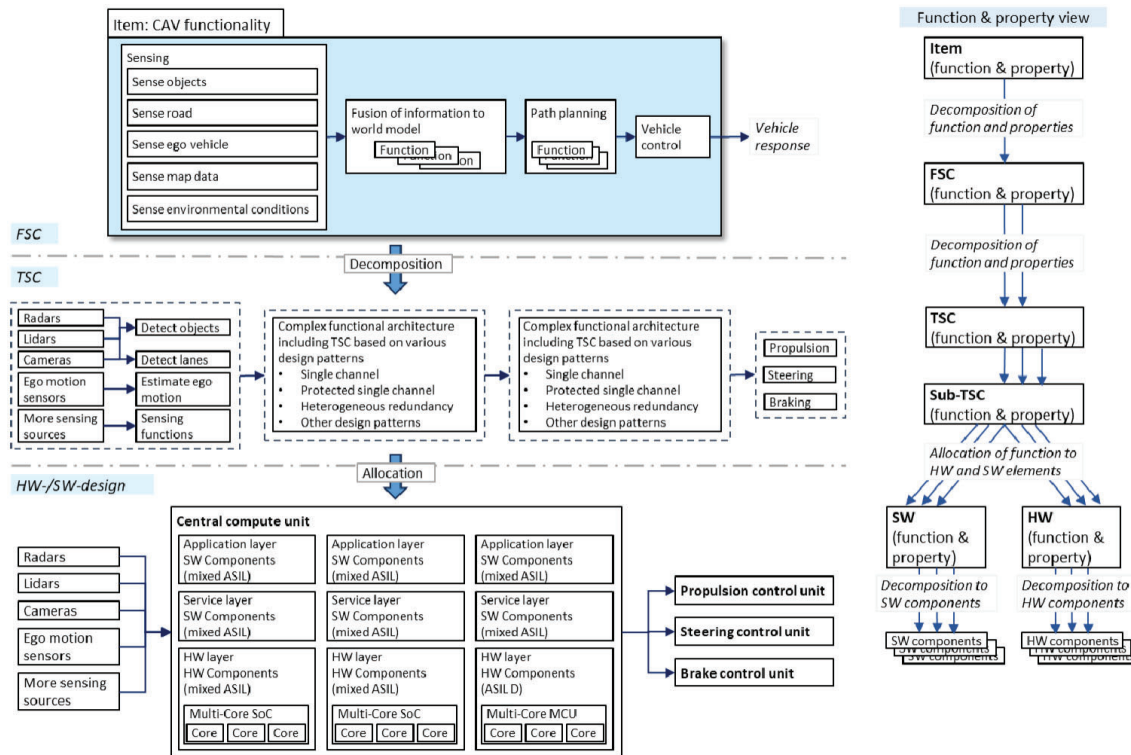 Item: CAV functionality
Sensing
Sense objects
Sense road
Sense ego vehicle
Sense map data
Sense environmental conditions
Fusion of information to
world model
Function
Function
Path planning
Function
Function
Vehicle
control
Vehicle
response
FSC
Decomposition
TSC
Radars
Lidars
Cameras
Ego motion
sensors
More sensing
sources
Detect objects
Detect lanes
Estimate ego
motion
Sensing
functions
Complex functional architecture
including TSC based on various
design patterns
• Single channel
• Protected single channel
• Heterogeneous redundancy
• Other design patterns
Complex functional architecture
including TSC based on various
design patterns
• Single channel
• Protected single channel
• Heterogeneous redundancy
• Other design patterns
Propulsion
Steering
Braking
Allocation
HW-/SW-design
Radars
Lidars
Cameras
Ego motion
sensors
More sensing
sources
Central compute unit
Application layer
SW Components
(mixed ASIL)
Application layer
SW Components
(mixed ASIL)
Application layer
SW Components
(mixed ASIL)
Service layer
SW Components
(mixed ASIL)
Service layer
SW Components
(mixed ASIL)
Service layer
SW Components
(mixed ASIL)
HW layer
HW Components
(mixed ASIL)
Multi-Core SoC
Core Core Core
HW layer
HW Components
(mixed ASIL)
Multi-Core SoC
Core Core Core
HW layer
HW Components
(ASIL D)
Multi-Core MCU
Core Core Core
Propulsion control unit
Steering control unit
Brake control unit
Function & property view
Item
(function & property)
Decomposition of
function and properties
FSC
(function & property)
Decomposition of
function and properties
TSC
(function & property)
Sub-TSC
(function & property)
Allocation of function to
HW and SW elements
SW
(function &
property)
HW
(function &
property)
Decomposition to
SW components
Decomposition to
HW components
SW components
SW components
HW components
HW components